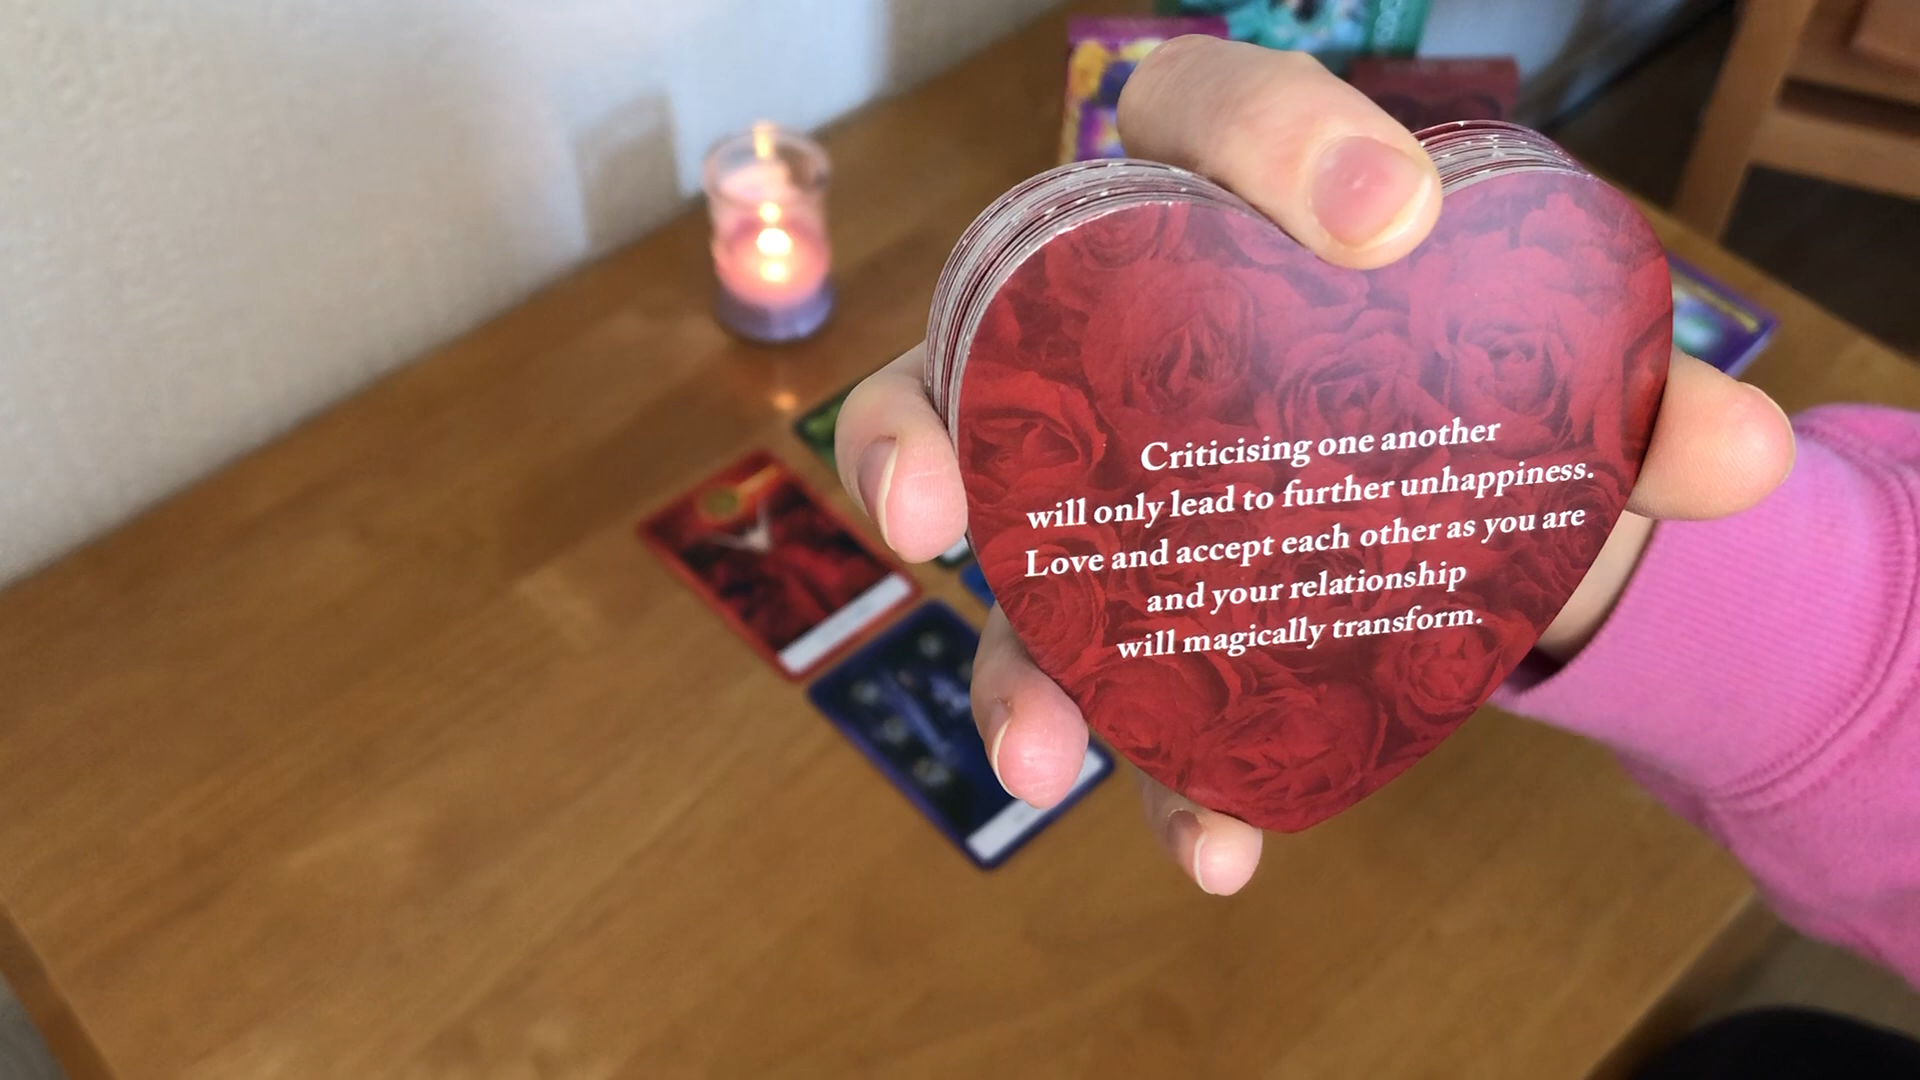 Criticising one another
will only lead to further unhappiness.
Love and accept each other as you are
and your relationship
will magically transform.